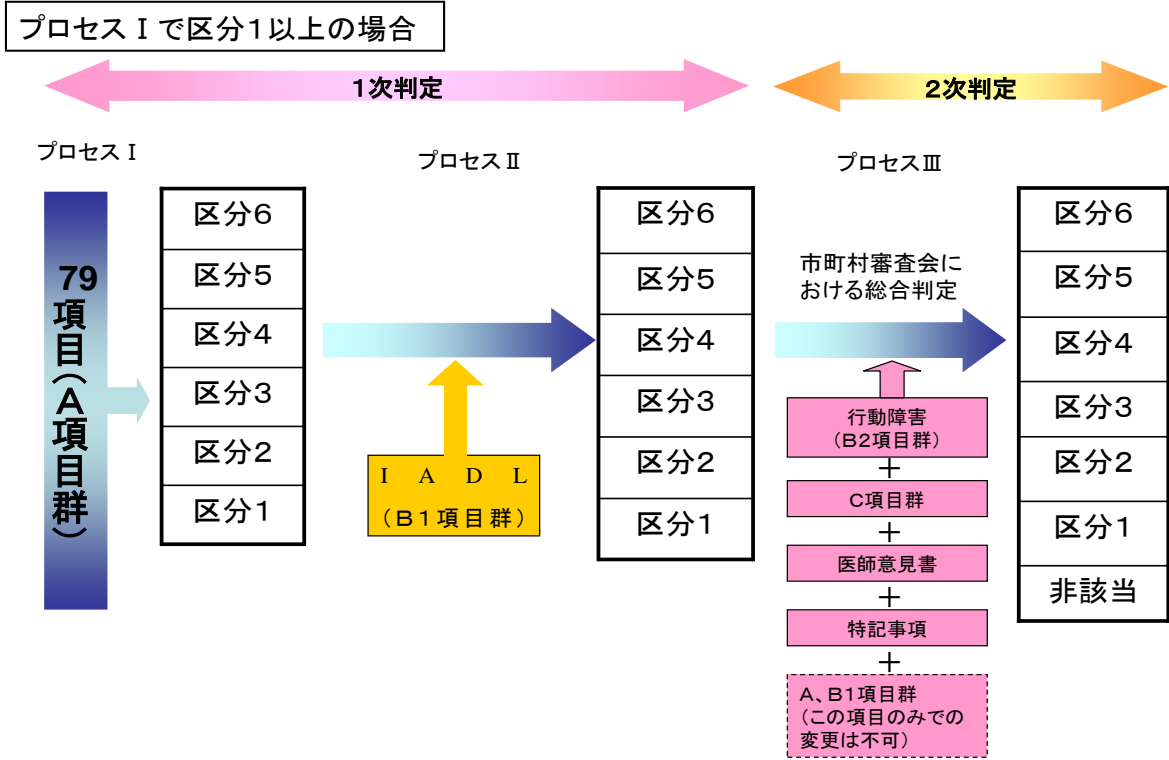 プロセスⅠで区分1以上の場合
1次判定
2次判定
プロセスⅠ
プロセスⅡ
プロセスⅢ
79
項目(A項目群)
区分6
区分5
区分4
区分3
区分2
区分1
I A D L
(B1項目群)
区分6
区分5
区分4
区分3
区分2
区分1
市町村審査会に
おける総合判定
行動障害
(B2項目群)
+
C項目群
+
医師意見書
+
特記事項
+
A、B1項目群
(この項目のみでの
変更は不可)
区分6
区分5
区分4
区分3
区分2
区分1
非該当